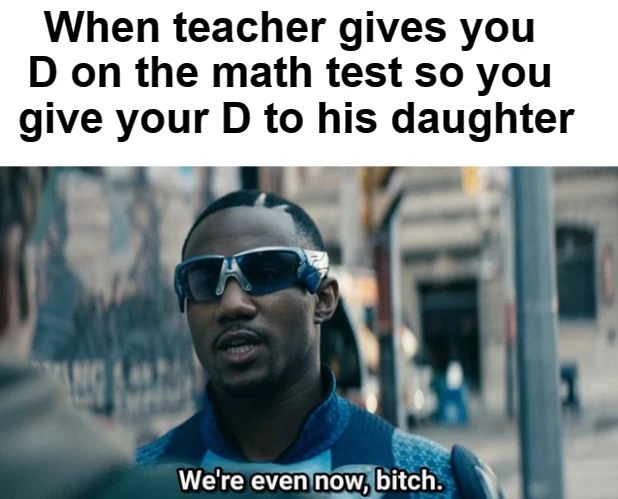 When teacher gives you
D on the math test so you
give your D to his daughter
We're even now, bitch.